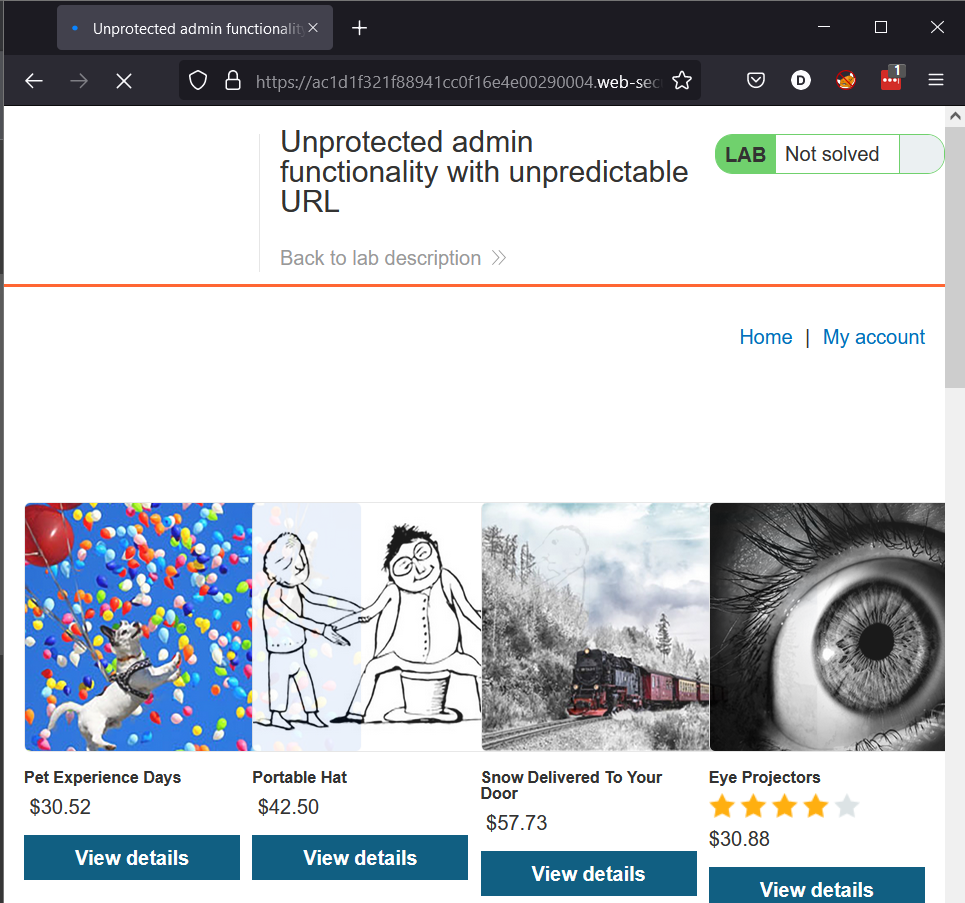 Unprotected admin functionality
https://ac1d1f321f88941cc0f16e4e00290004.web-sec
D
1
Unprotected admin
functionality with unpredictable
URL
LAB Not solved
Back to lab description
Home | My account
Pet Experience Days
$30.52
View details
Portable Hat
$42.50
View details
Snow Delivered To Your
Door
$57.73
View details
Eye Projectors
$30.88
View details